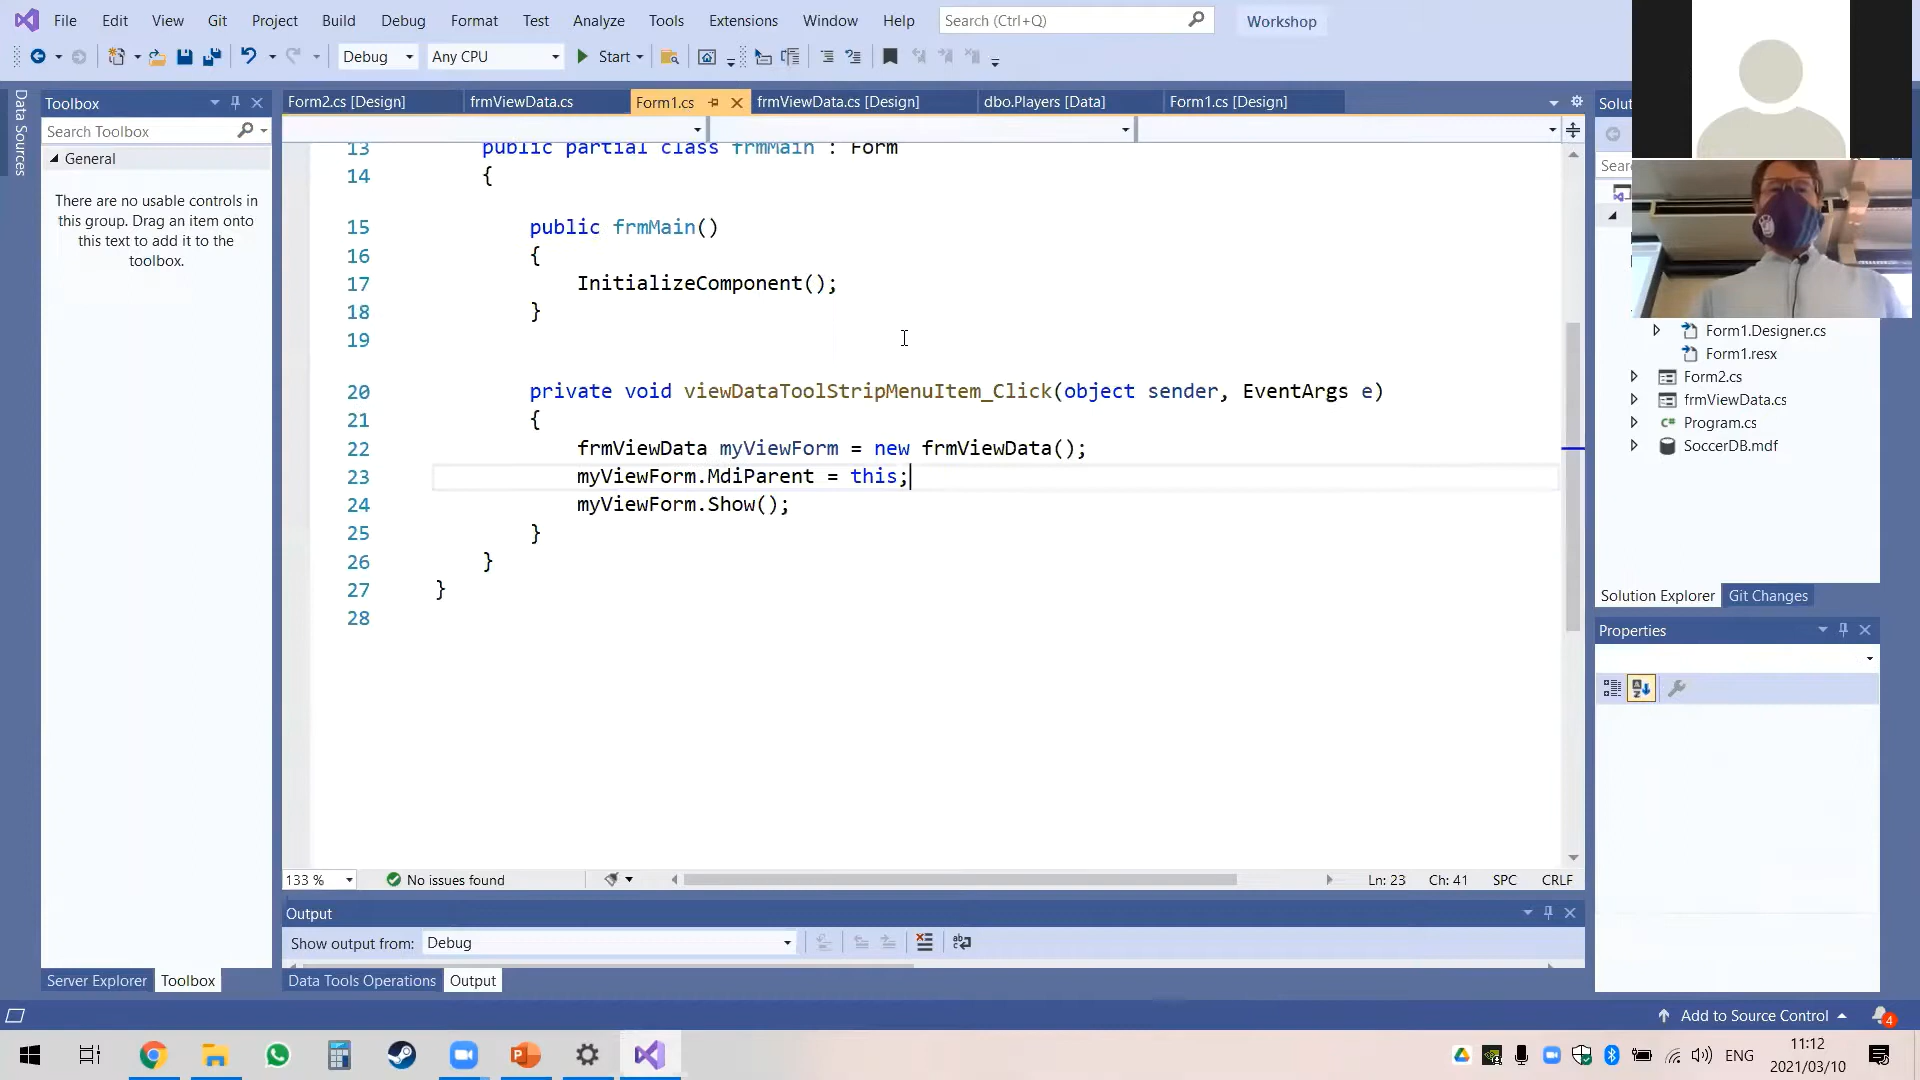 File Edit View Git Project Build Debug Format Test Analyze Tools Extensions Window Help Search (Ctrl+Q) Workshop
Debug Any CPU Start
Data Sources
Toolbox
Search Toolbox
General
There are no usable controls in
this group. Drag an item onto
this text to add it to the
toolbox.
Form2.cs [Design] frmViewData.cs Form1.cs frmViewData.cs [Design] dbo.Players [Data] Form1.cs [Design]
13 public partial class frmMain : Form
14 {
15 public frmMain()
16 {
17 InitializeComponent();
18 }
19
20 private void viewDataToolStripMenuItem_Click(object sender, EventArgs e)
21 {
22 frmViewData myViewForm = new frmViewData();
23 myViewForm.MdiParent = this;
24 myViewForm.Show();
25 }
26 }
27 }
28
133 % No issues found Ln: 23 Ch: 41 SPC CRLF
Output
Show output from: Debug
Server Explorer Toolbox
Data Tools Operations Output
Form1.Designer.cs
Form1.resx
Form2.cs
frmViewData.cs
C# Program.cs
SoccerDB.mdf
Solution Explorer Git Changes
Properties
Add to Source Control 4
ENG
11:12
2021/03/10